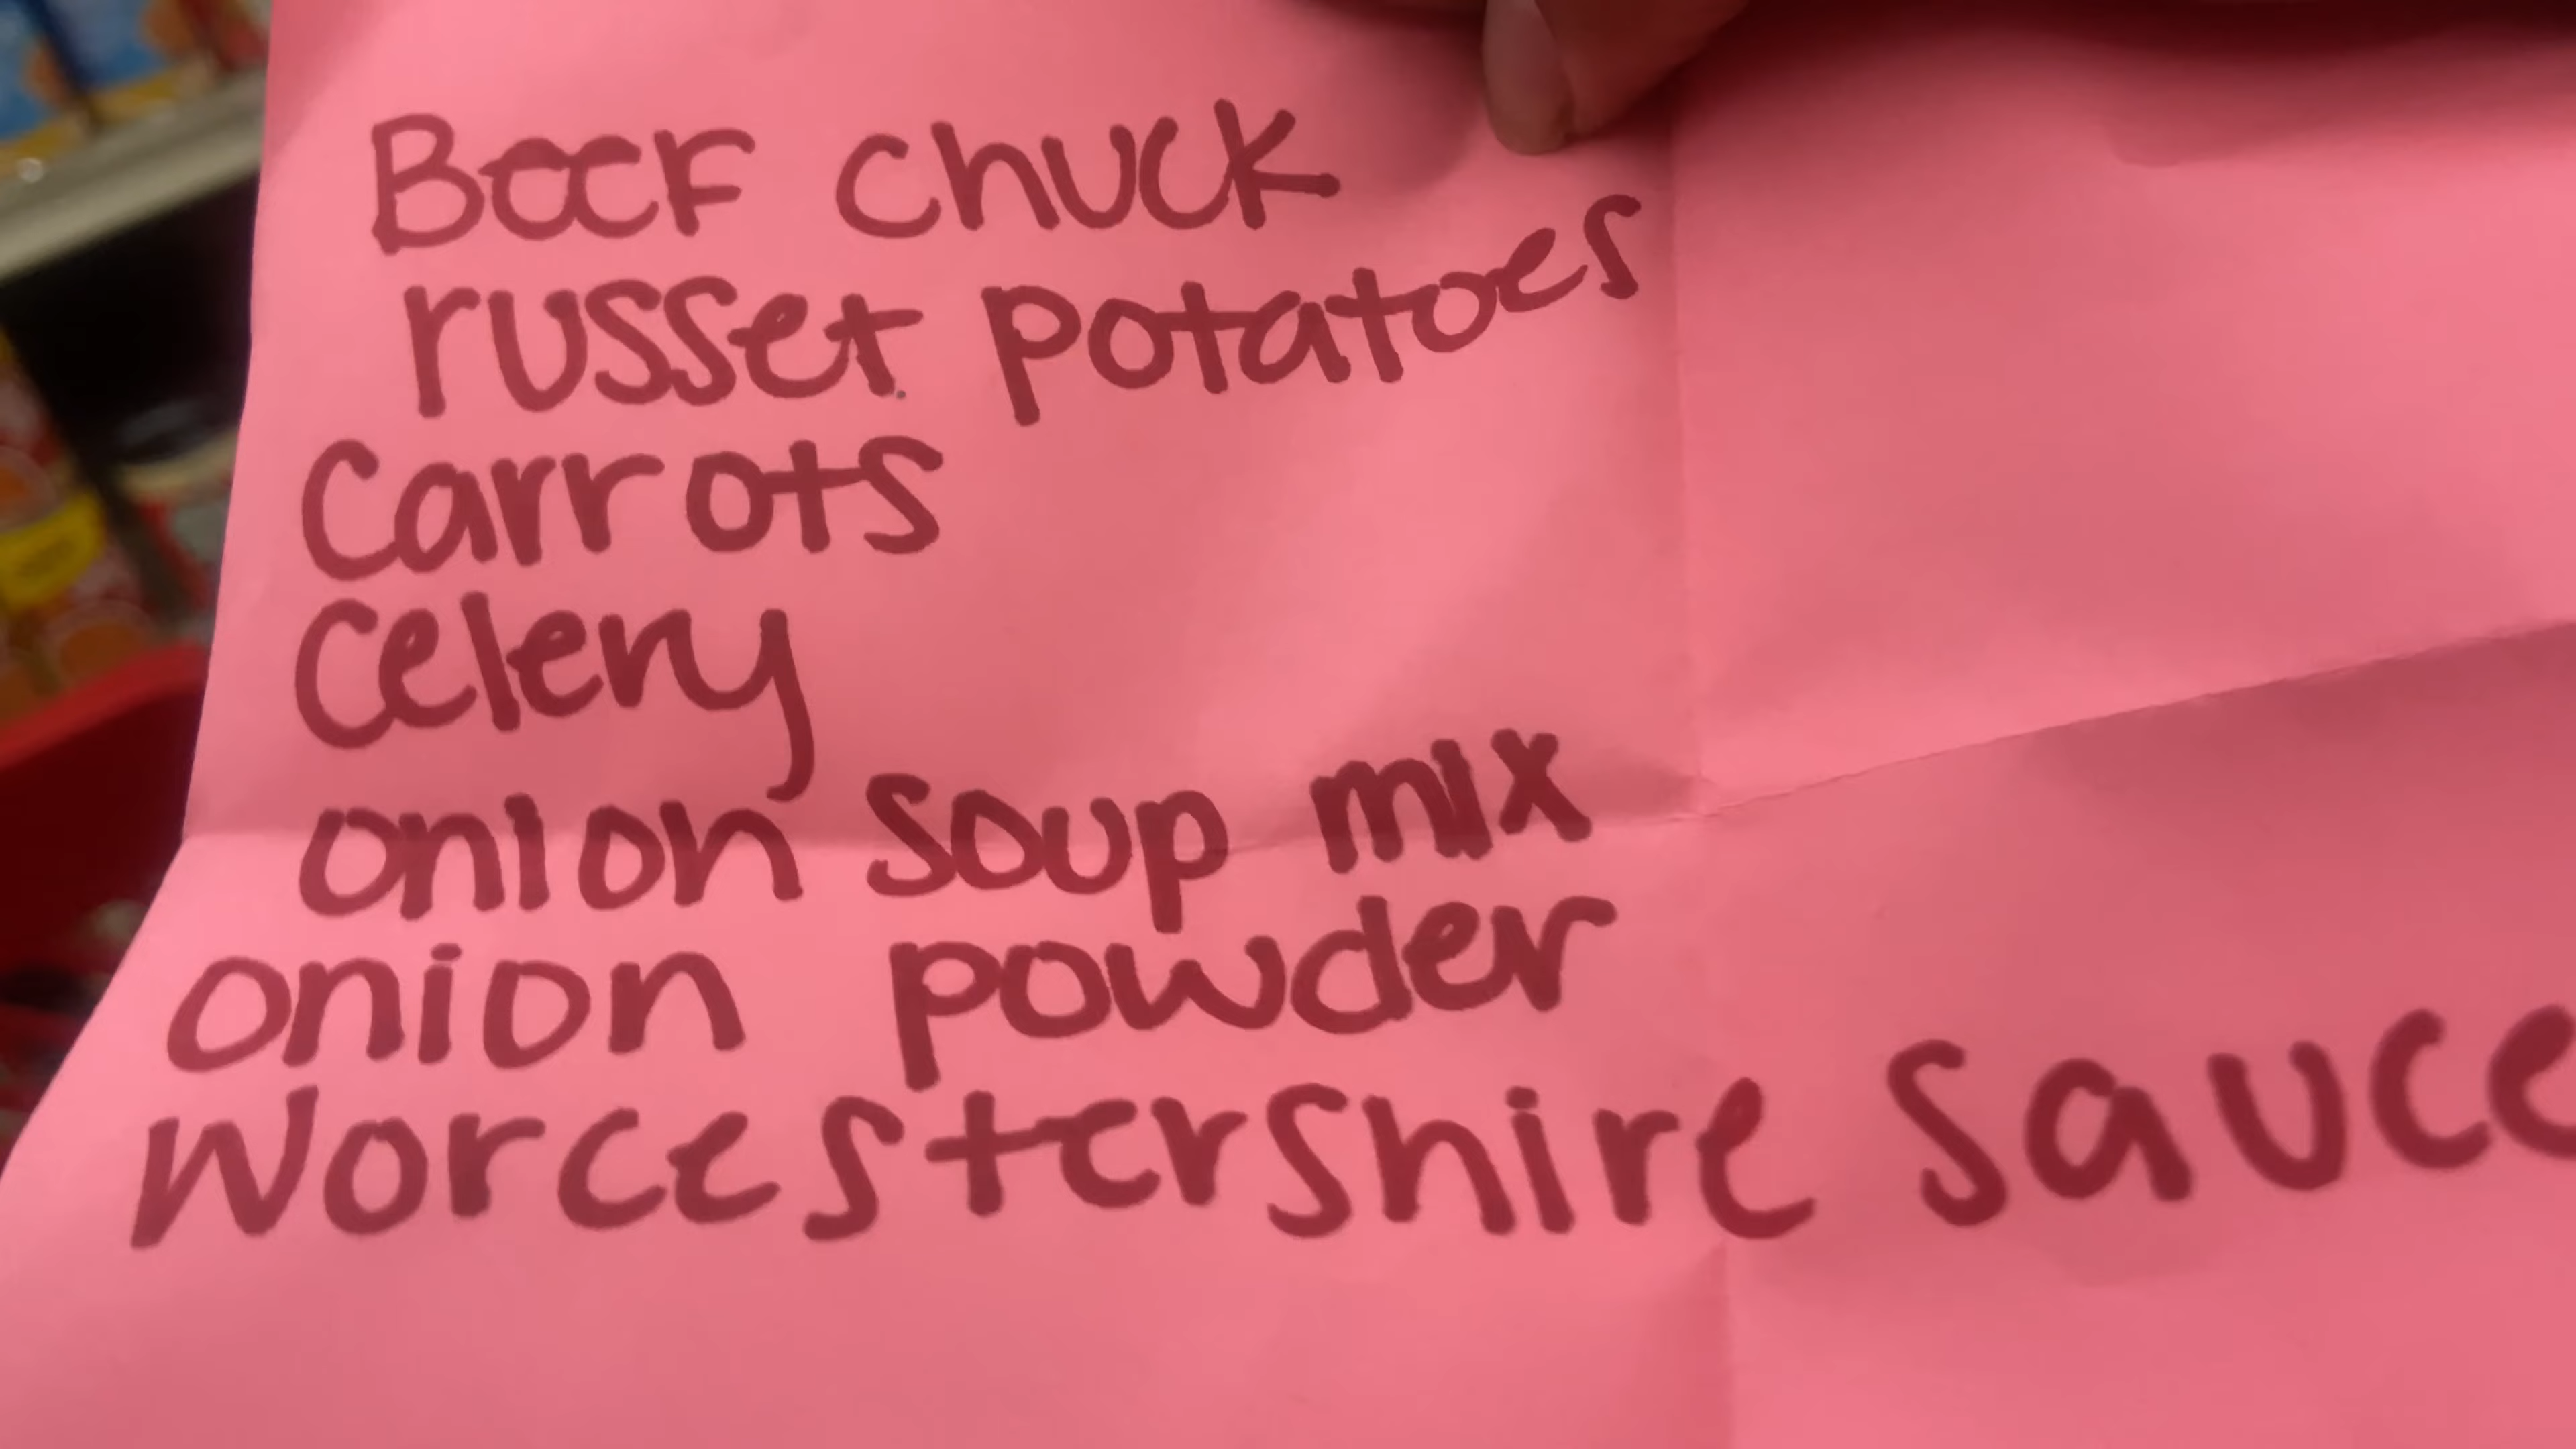 Beef chuck
russet potatoes
Carrots
Celery
onion soup mix
onion powder
Worcestershire sauce